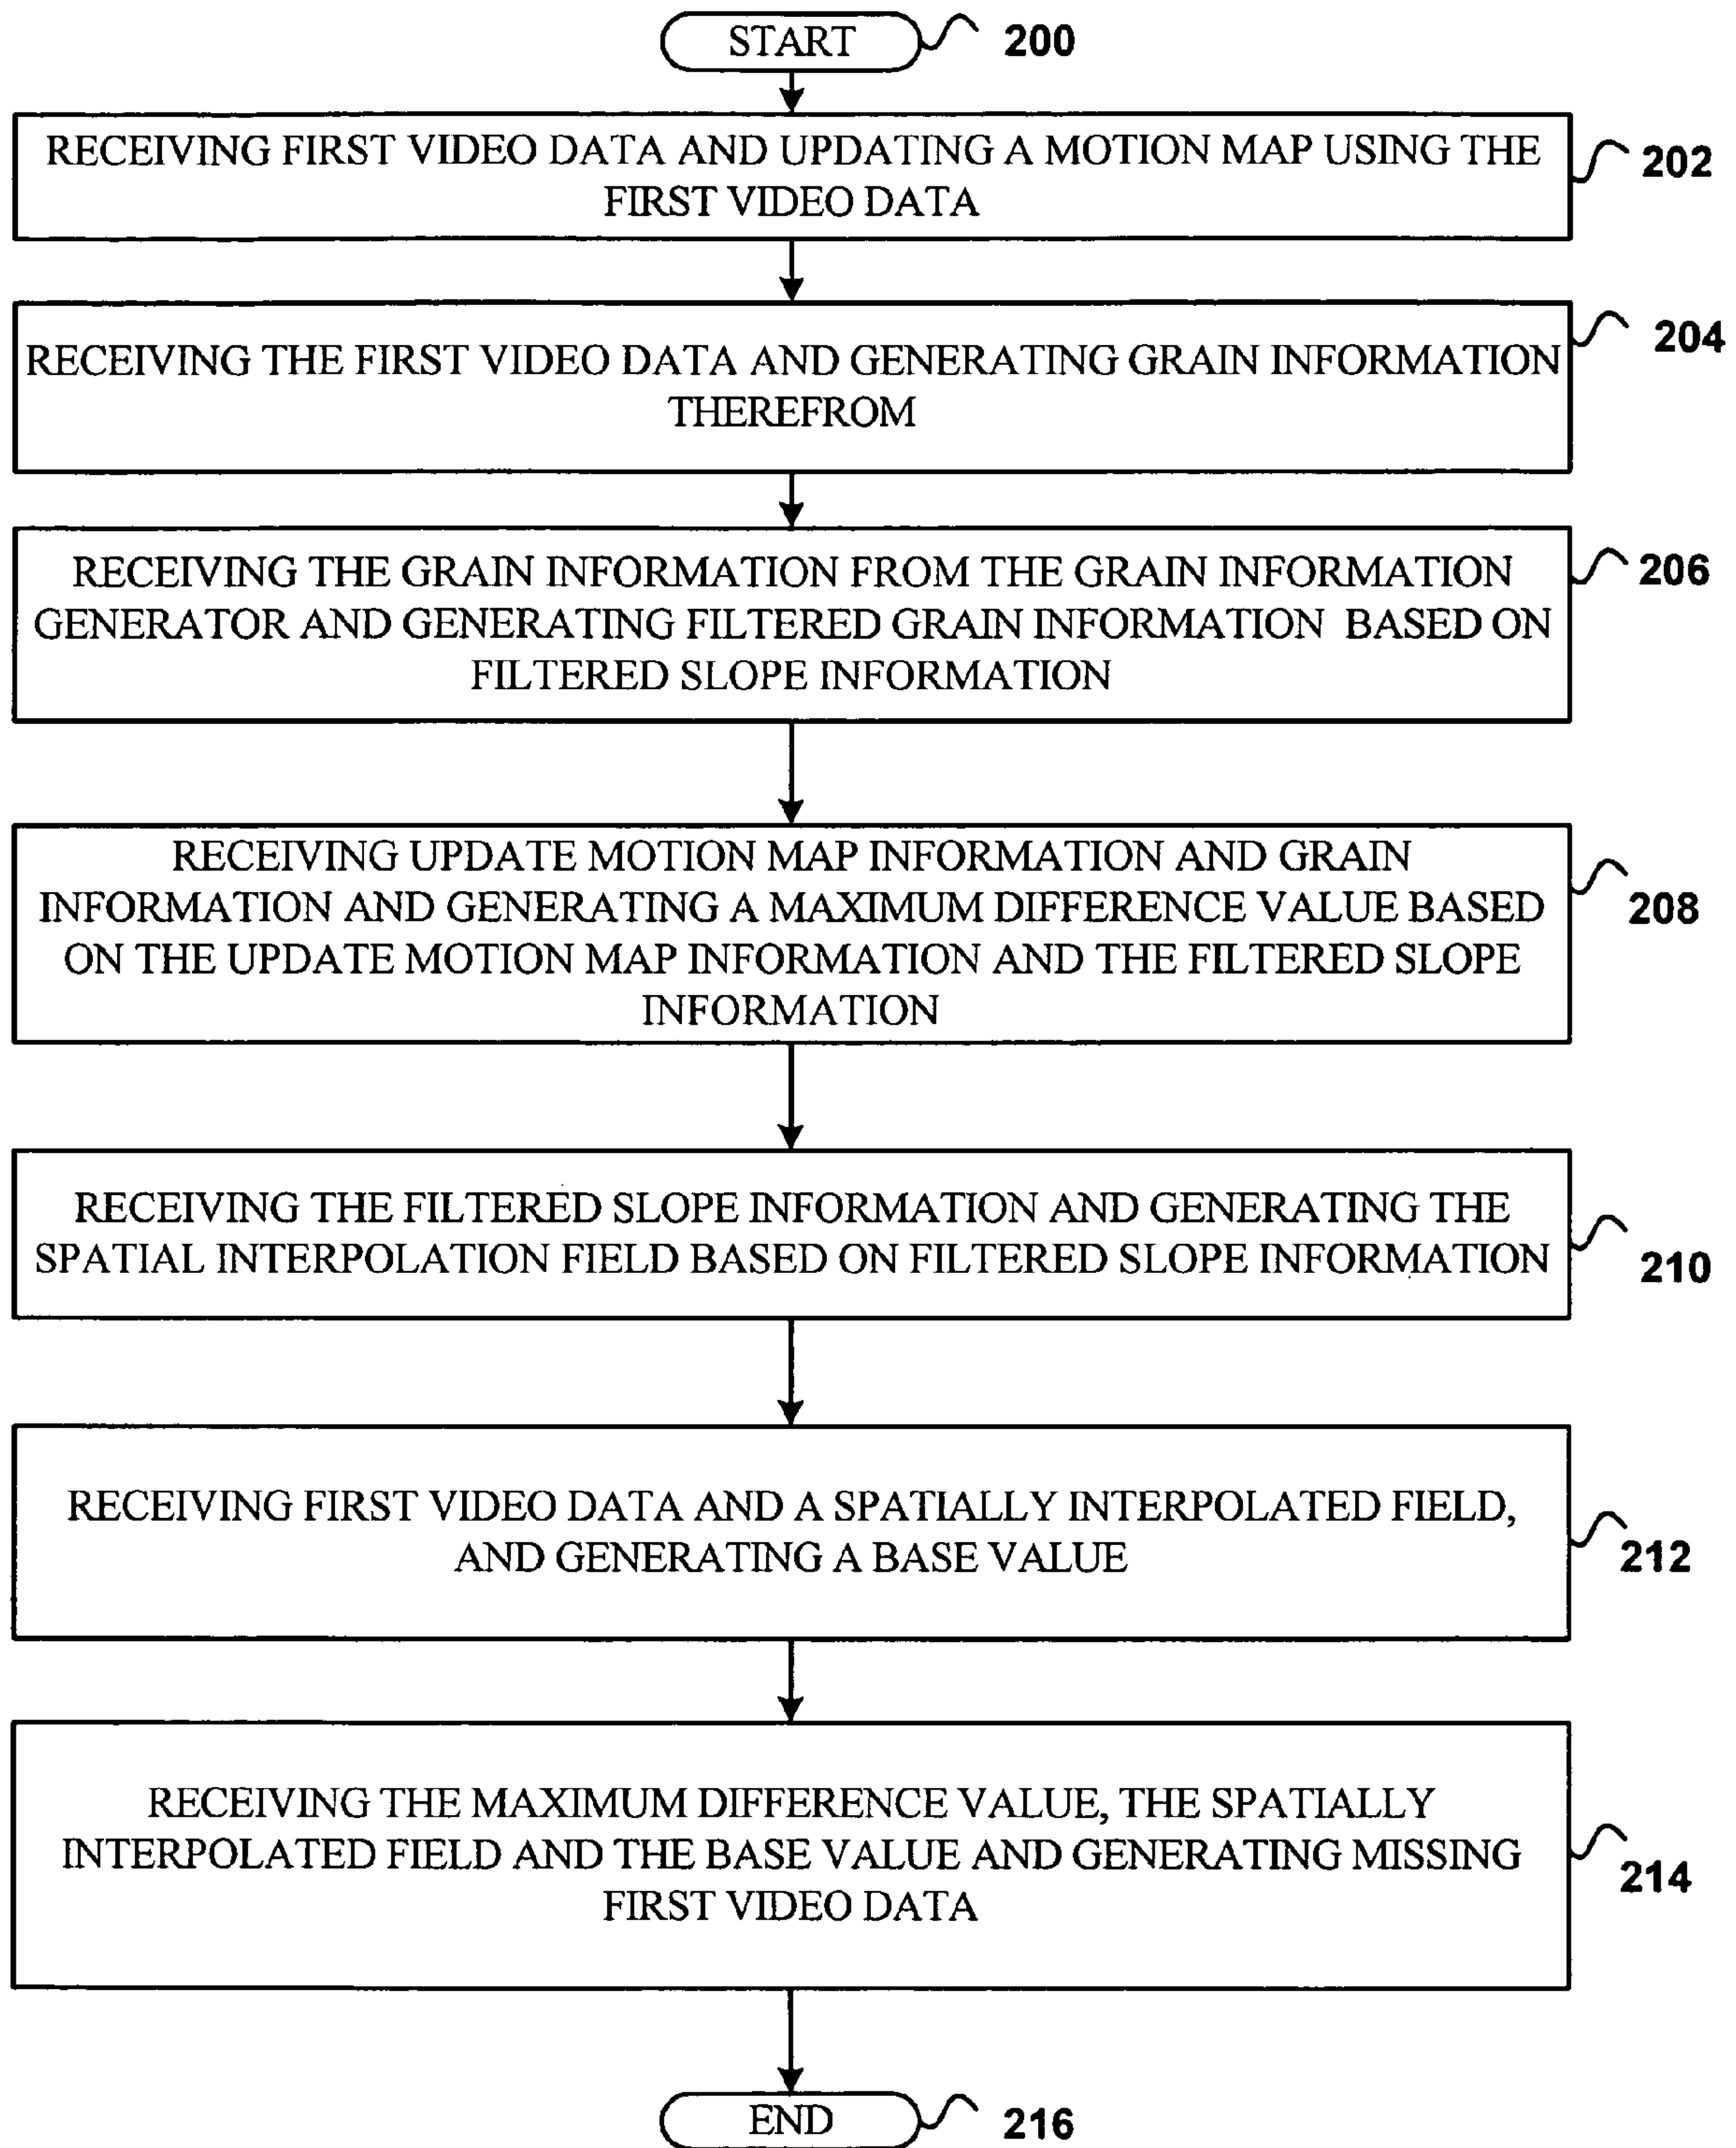 START
200
RECEIVING FIRST VIDEO DATA AND UPDATING A MOTION MAP USING THE
FIRST VIDEO DATA
202
RECEIVING THE FIRST VIDEO DATA AND GENERATING GRAIN INFORMATION
THEREFROM
204
RECEIVING THE GRAIN INFORMATION FROM THE GRAIN INFORMATION
GENERATOR AND GENERATING FILTERED GRAIN INFORMATION BASED ON
FILTERED SLOPE INFORMATION
206
RECEIVING UPDATE MOTION MAP INFORMATION AND GRAIN
INFORMATION AND GENERATING A MAXIMUM DIFFERENCE VALUE BASED
ON THE UPDATE MOTION MAP INFORMATION AND THE FILTERED SLOPE
INFORMATION
208
RECEIVING THE FILTERED SLOPE INFORMATION AND GENERATING THE
SPATIAL INTERPOLATION FIELD BASED ON FILTERED SLOPE INFORMATION
210
RECEIVING FIRST VIDEO DATA AND A SPATIALLY INTERPOLATED FIELD,
AND GENERATING A BASE VALUE
212
RECEIVING THE MAXIMUM DIFFERENCE VALUE, THE SPATIALLY
INTERPOLATED FIELD AND THE BASE VALUE AND GENERATING MISSING
FIRST VIDEO DATA
214
END
216